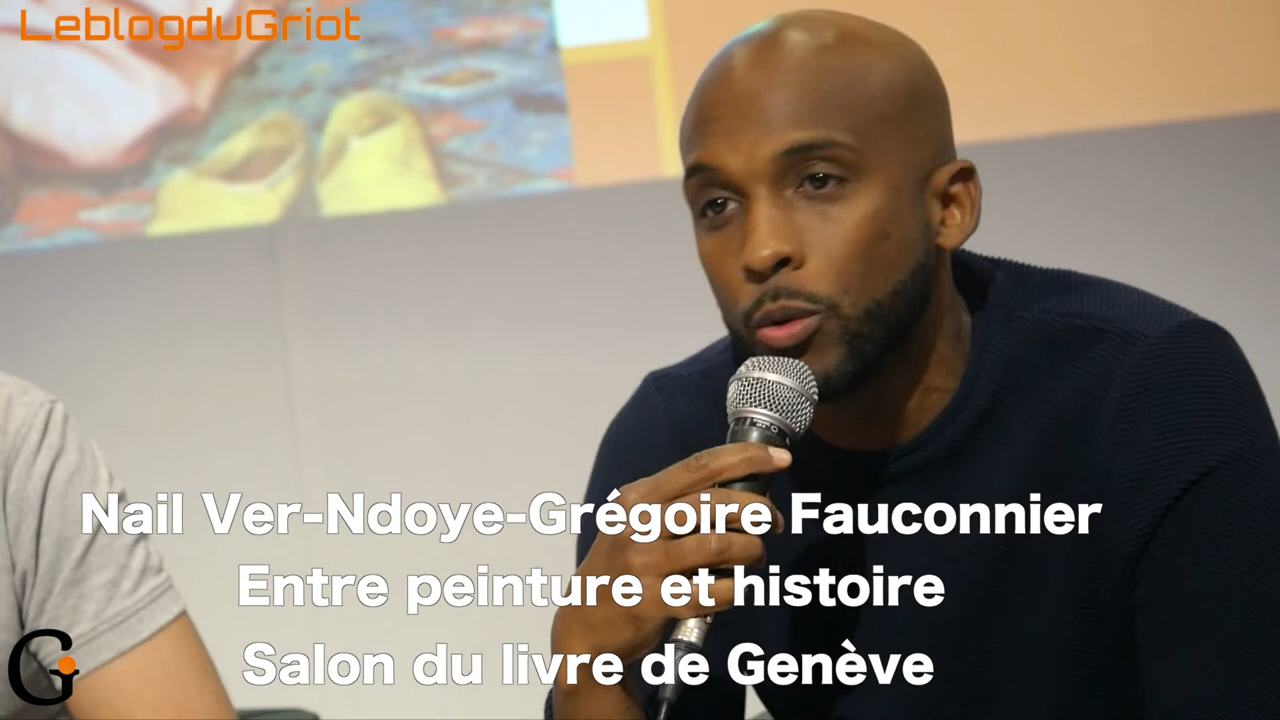 LeblogduGriot
Nail Ver-Ndoye-Grégoire Fauconnier
Entre peinture et histoire
Salon du livre de Genève
G